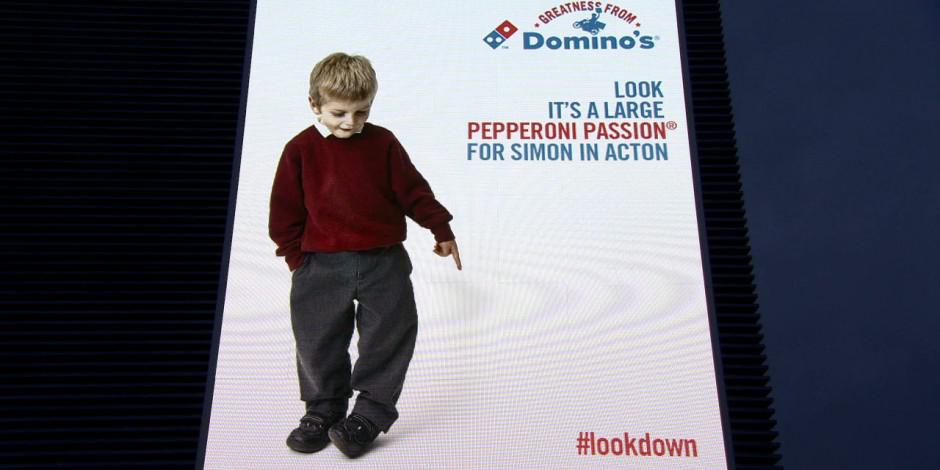 GREATNESS FROM
Domino's®
LOOK
IT'S A LARGE
PEPPERONI PASSION®
FOR SIMON IN ACTON
#lookdown